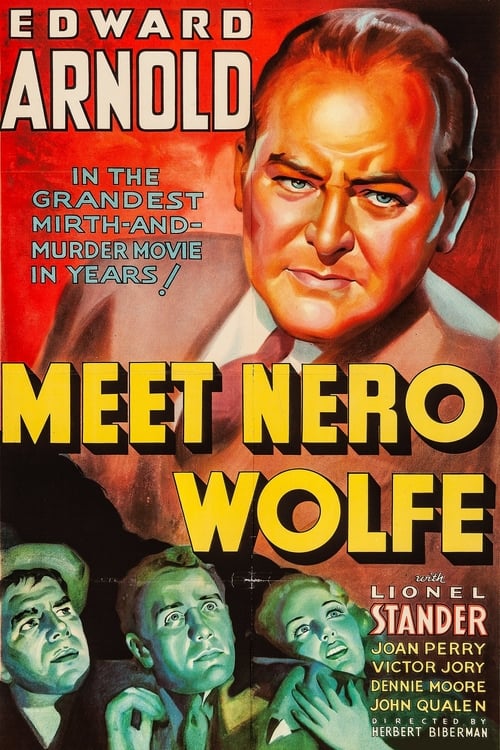 EDWARD
ARNOLD
IN THE
GRANDEST
MIRTH-AND-
MURDER MOVIE
IN YEARS!
MEET NERO
WOLFE
with
LIONEL
STANDER
JOAN PERRY
VICTOR JORY
DENNIE MOORE
JOHN QUALEN
DIRECTED BY
HERBERT BIBERMAN